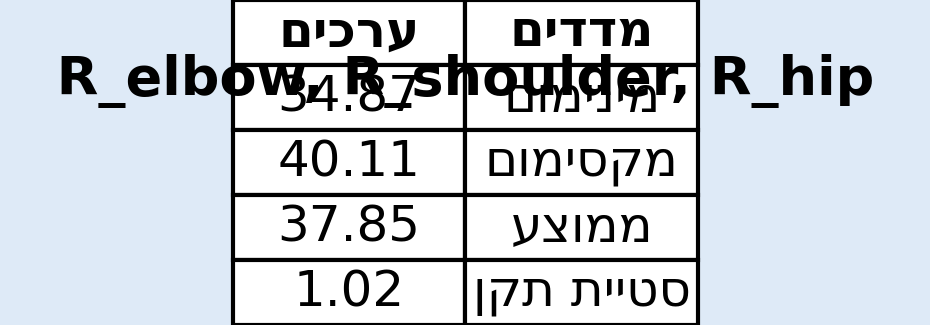 מדדים ערכים
R_elbow, R_shoulder, R_hip
מינימום 34.87
מקסימום 40.11
ממוצע 37.85
סטיית תקן 1.02